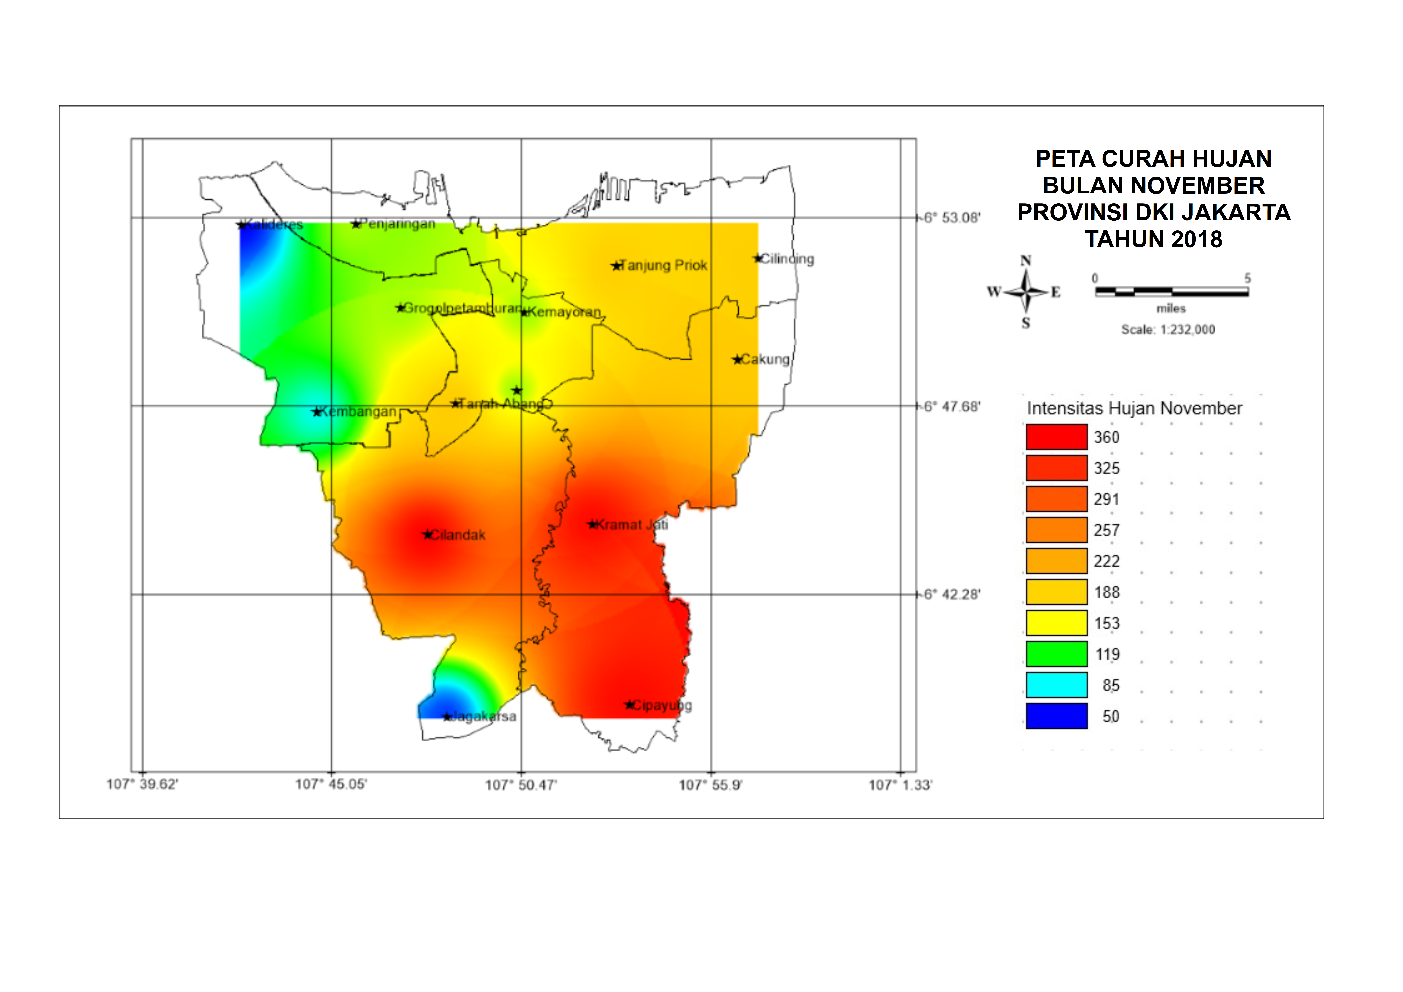 PETA CURAH HUJAN
BULAN NOVEMBER
PROVINSI DKI JAKARTA
TAHUN 2018
N
W E
S
0 5
miles
Scale: 1:232,000
Intensitas Hujan November
360
325
291
257
222
188
153
119
85
50
Kalideres
Penjaringan
Tanjung Priok
Cilincing
Grogolpetamburan
Kemayoran
Cakung
Tanah Abang
Kembangan
Cilandak
Kramat Jati
Cipayung
Jagakarsa
-6° 53.08'
-6° 47.68'
-6° 42.28'
107° 39.62' 107° 45.05' 107° 50.47' 107° 55.9' 107° 1.33'